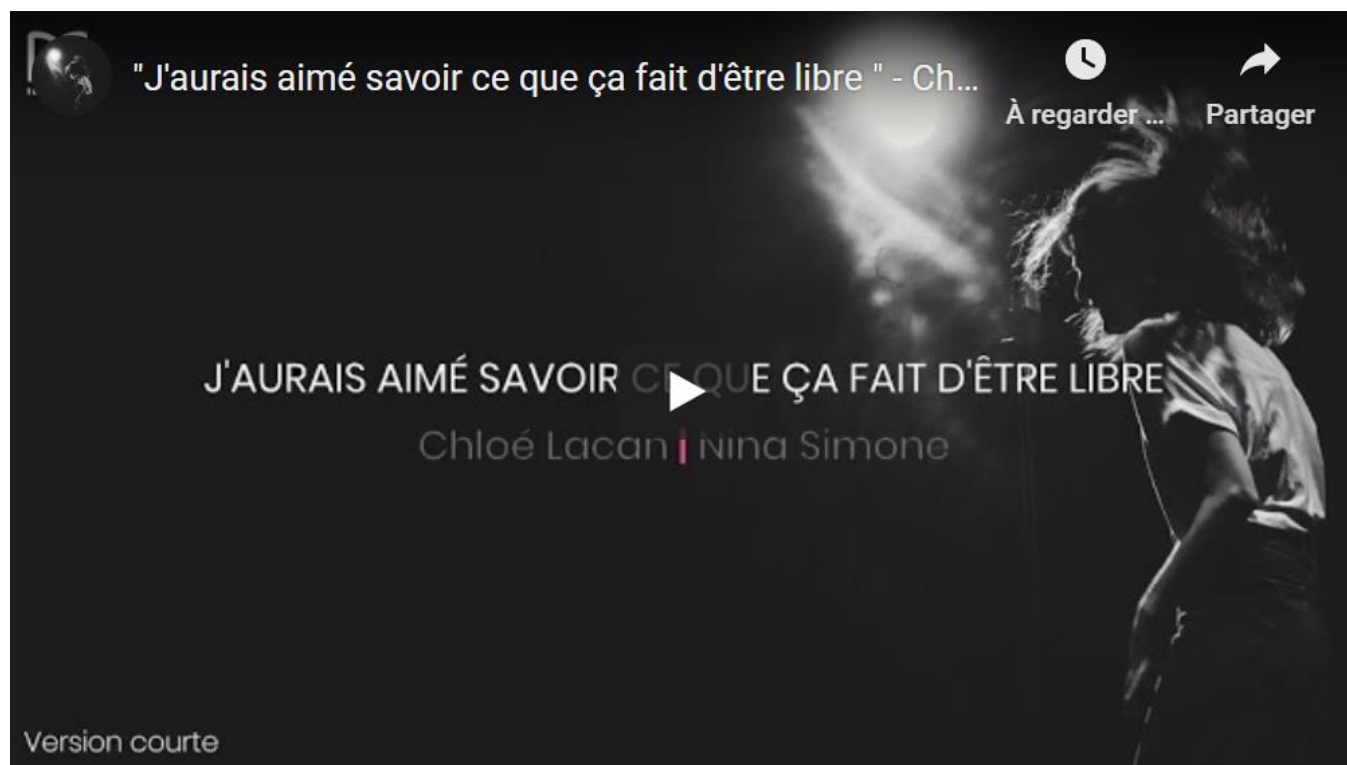 "J'aurais aimé savoir ce que ça fait d'être libre " - Ch...
À regarder ...
Partager
J'AURAIS AIMÉ SAVOIR CE QUE ÇA FAIT D'ÊTRE LIBRE
Chloé Lacan | Nina Simone
Version courte